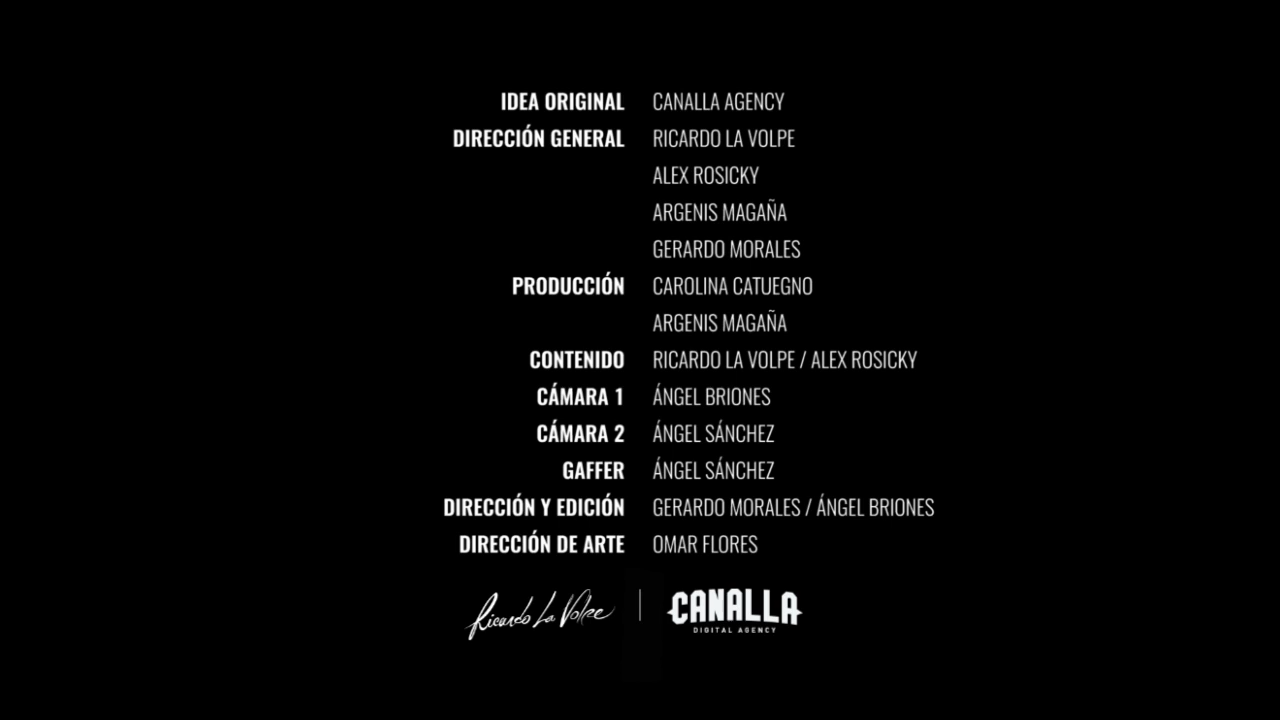 IDEA ORIGINAL CANALLA AGENCY
DIRECCIÓN GENERAL RICARDO LA VOLPE
ALEX ROSICKY
ARGENIS MAGAÑA
GERARDO MORALES
PRODUCCIÓN CAROLINA CATUEGNO
ARGENIS MAGAÑA
CONTENIDO RICARDO LA VOLPE / ALEX ROSICKY
CÁMARA 1 ÁNGEL BRIONES
CÁMARA 2 ÁNGEL SÁNCHEZ
GAFFER ÁNGEL SÁNCHEZ
DIRECCIÓN Y EDICIÓN GERARDO MORALES / ÁNGEL BRIONES
DIRECCIÓN DE ARTE OMAR FLORES
Ricardo La Volpe | CANALLA
DIGITAL AGENCY